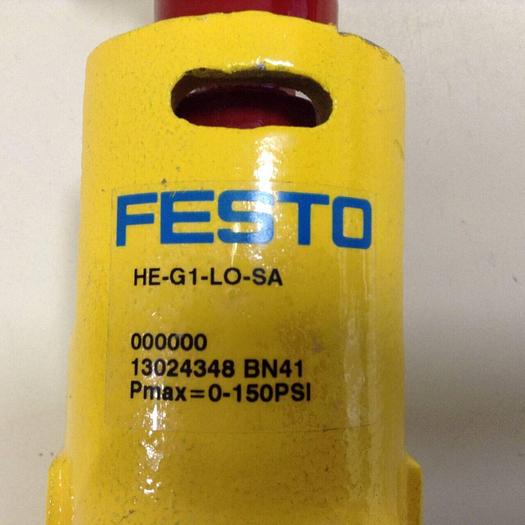 FESTO
HE-G1-LO-SA
000000
13024348 BN41
Pmax=0-150PSI